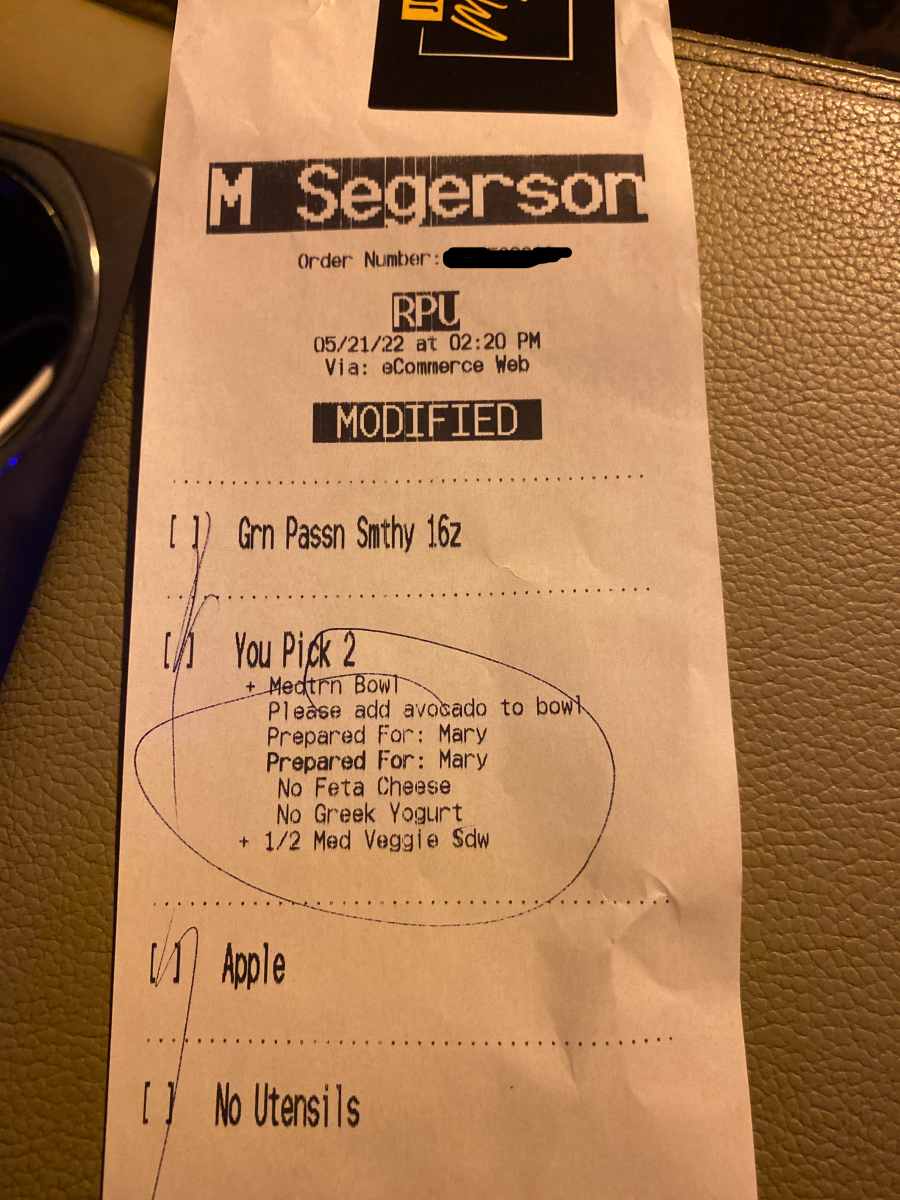 M Segerson
Order Number:
RPU
05/21/22 at 02:20 PM
Via: eCommerce Web
MODIFIED
[ ] Grn Passn Smthy 16z
[ ] You Pick 2
+ Medtrn Bowl
Please add avocado to bowl
Prepared For: Mary
Prepared For: Mary
No Feta Cheese
No Greek Yogurt
+ 1/2 Med Veggie Sdw
[ ] Apple
[ ] No Utensils